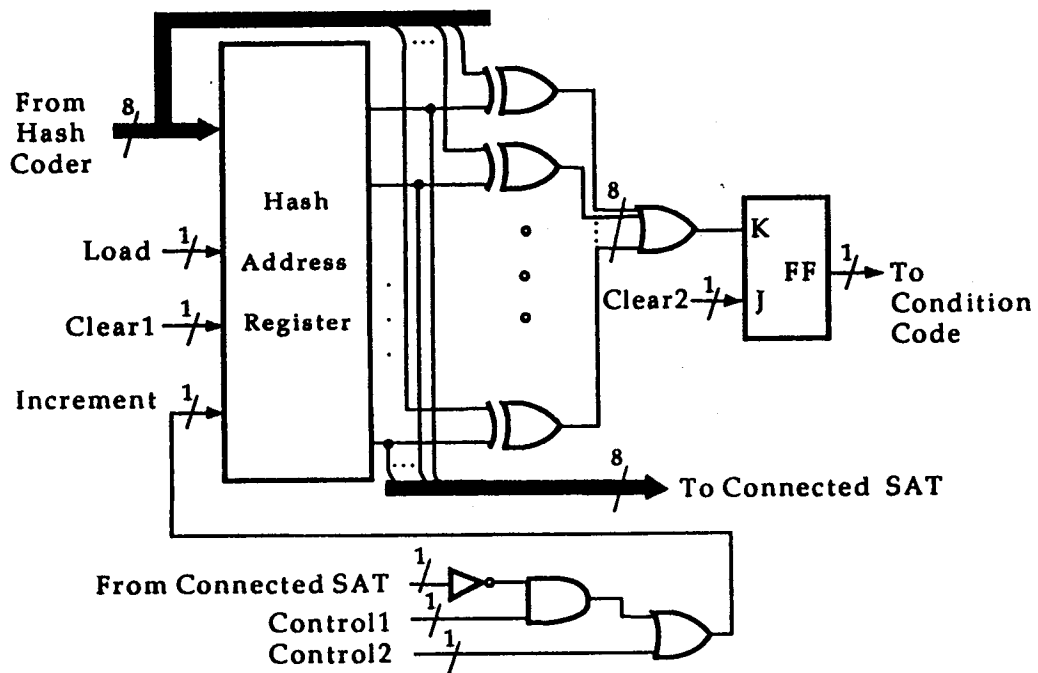 From
Hash
Coder
8
Load
1
Clear1
1
Increment
1
Hash
Address
Register
8
K
FF
J
Clear2
1
1
To
Condition
Code
8
To Connected SAT
From Connected SAT
1
Control1
1
Control2
1